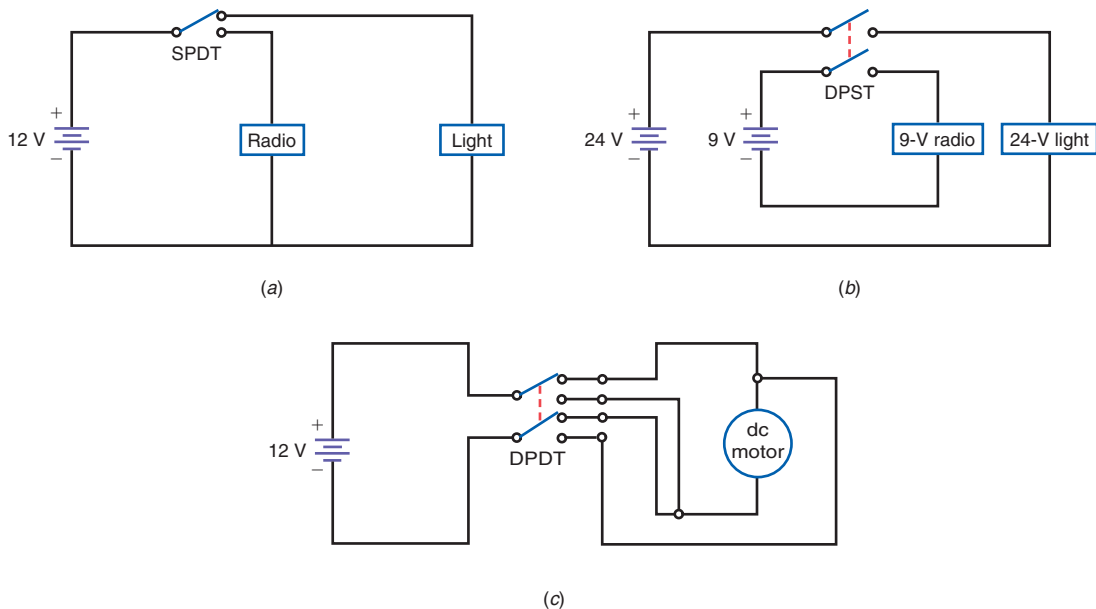 SPDT
+
12 V
−
Radio
Light
(a)
DPST
+
24 V
−
+
9 V
−
9-V radio
24-V light
(b)
+
12 V
−
DPDT
dc
motor
(c)